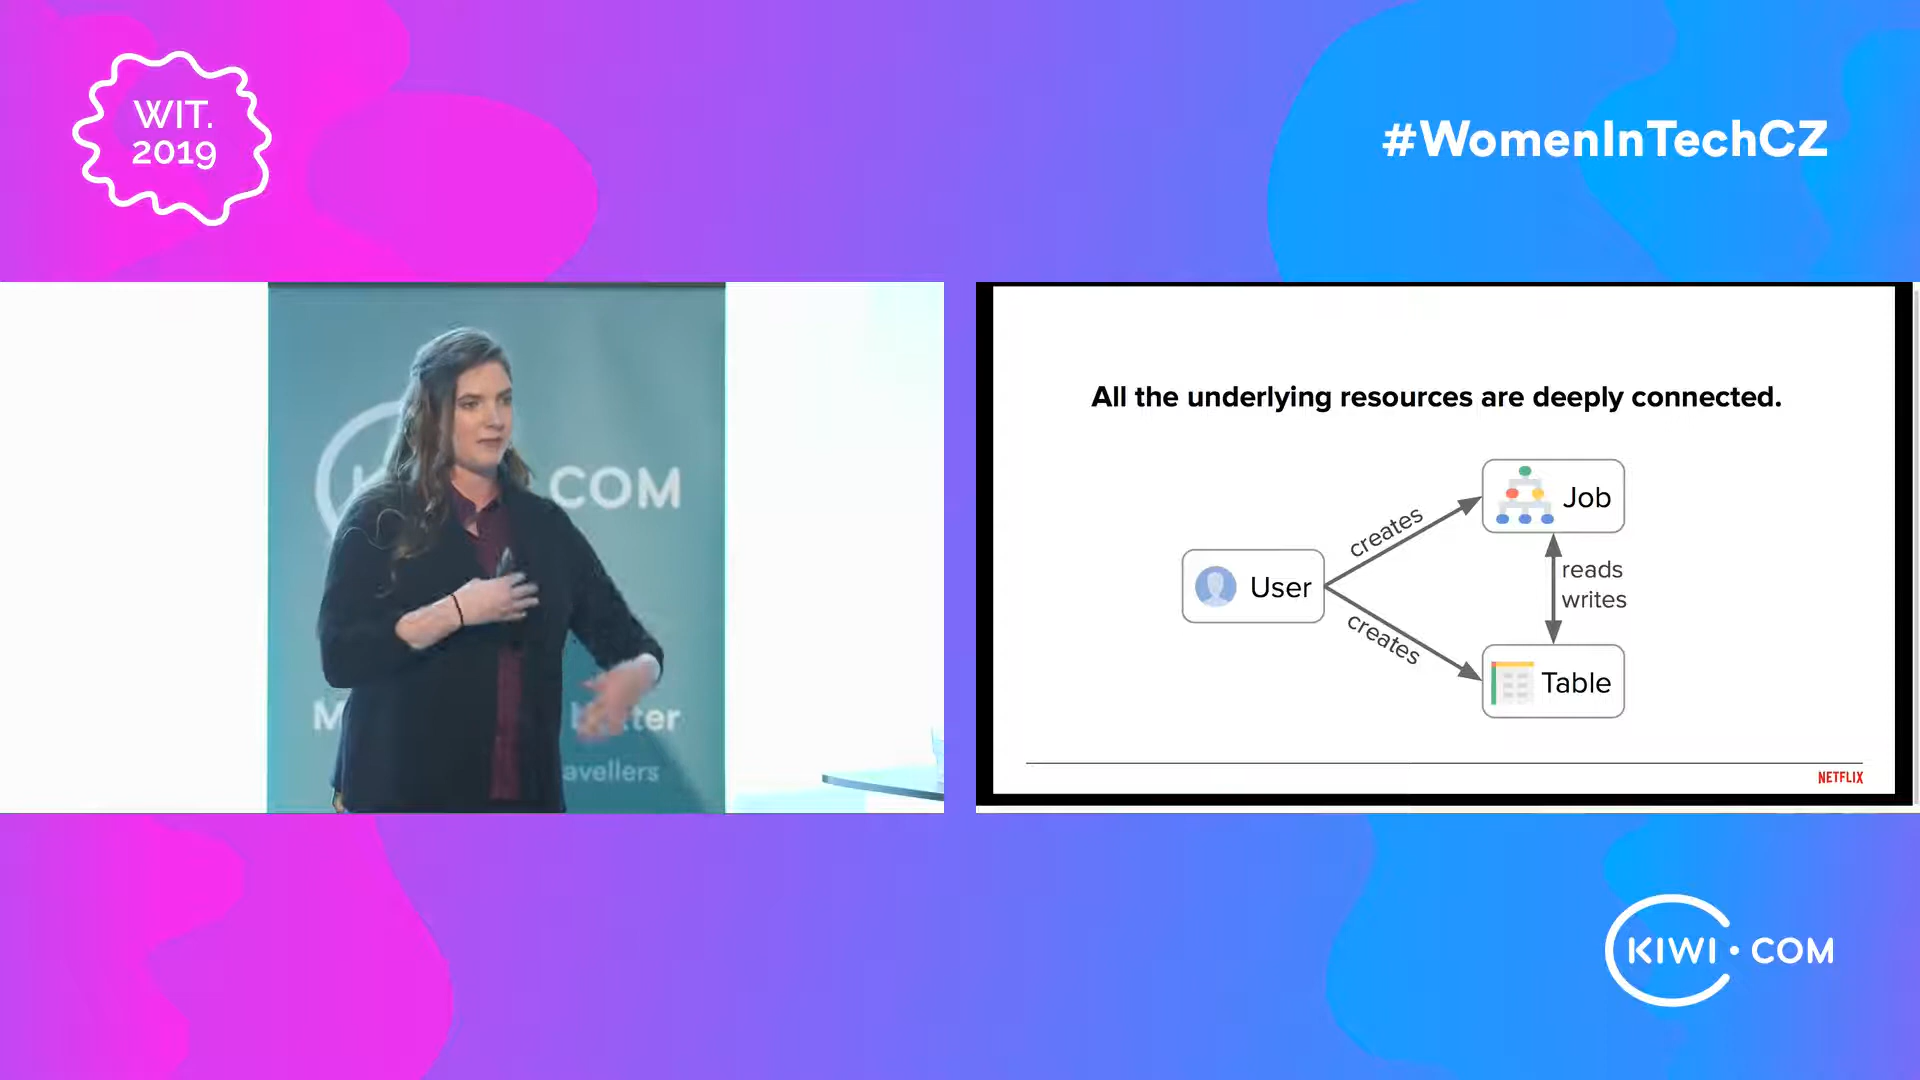 WIT.
2019
#WomenInTechCZ
.COM
avellers
All the underlying resources are deeply connected.
Job
creates
reads
writes
User
creates
Table
NETFLIX
KIWI.COM